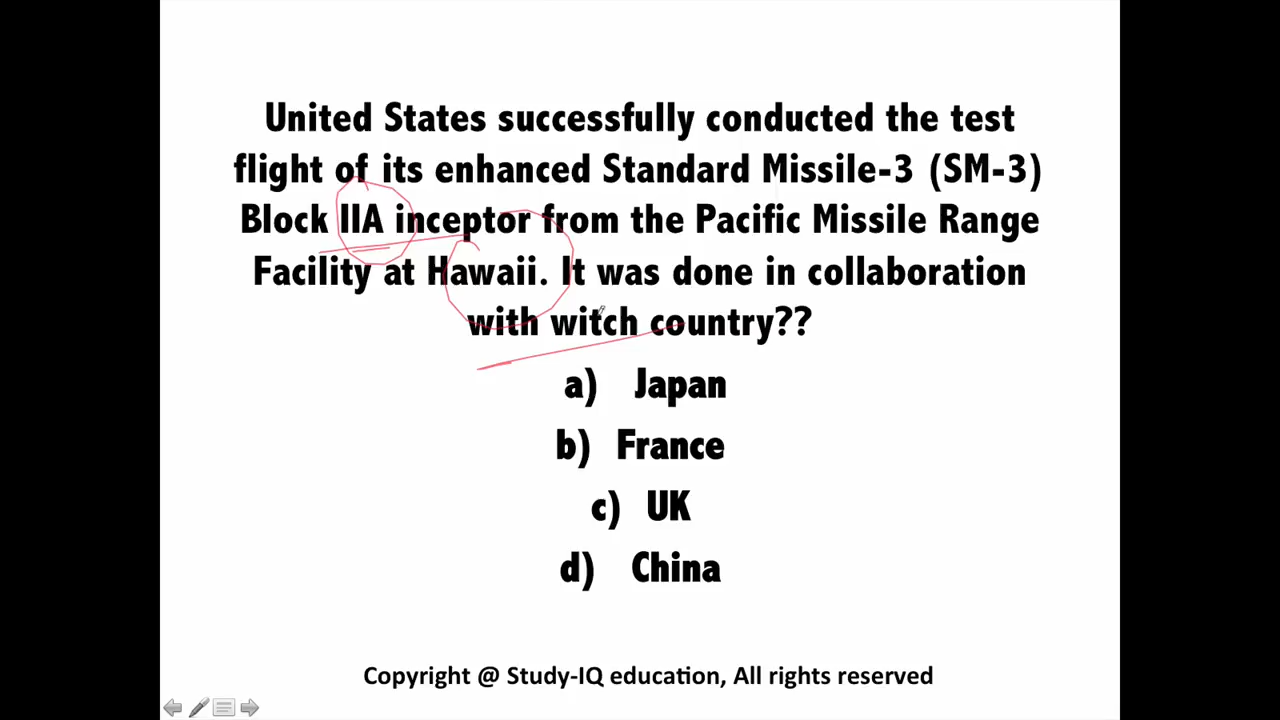 United States successfully conducted the test
flight of its enhanced Standard Missile-3 (SM-3)
Block IIA inceptor from the Pacific Missile Range
Facility at Hawaii. It was done in collaboration
with witch country??
a) Japan
b) France
c) UK
d) China
Copyright @ Study-IQ education, All rights reserved